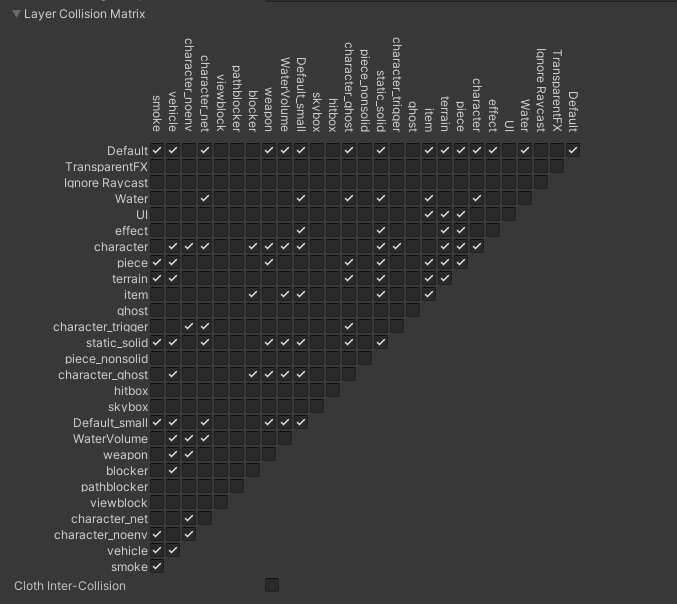 Layer Collision Matrix
smoke
vehicle
character_noenv
character_net
viewblock
pathblocker
blocker
weapon
WaterVolume
Default_small
skybox
hitbox
character_ghost
piece_nonsolid
static_solid
character_trigger
ghost
item
terrain
piece
character
effect
UI
Water
Ignore Raycast
TransparentFX
Default
Default
TransparentFX
Ignore Raycast
Water
UI
effect
character
piece
terrain
item
ghost
character_trigger
static_solid
piece_nonsolid
character_ghost
hitbox
skybox
Default_small
WaterVolume
weapon
blocker
pathblocker
viewblock
character_net
character_noenv
vehicle
smoke
Cloth Inter-Collision